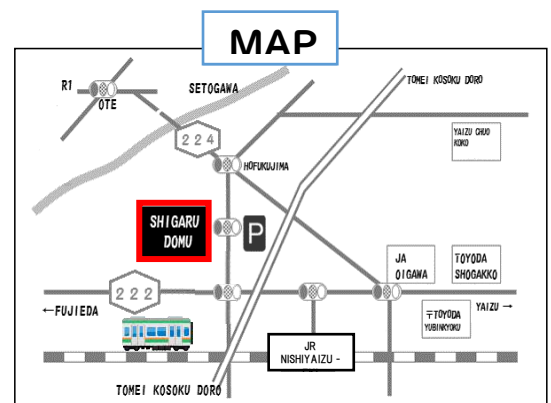 MAP
R1
OTE
SETOGAWA
TOMEI KOSOKU DORO
224
HOFUKUJIMA
YAIZU CHUO
KOKO
SHIGARU
DOMU
P
JA
OIGAWA
TOYODA
SHOGAKKO
222
←FUJIEDA
YAIZU →
〒TOYODA
YUBINKYOKU
JR
NISHIYAIZU -
TOMEI KOSOKU DORO